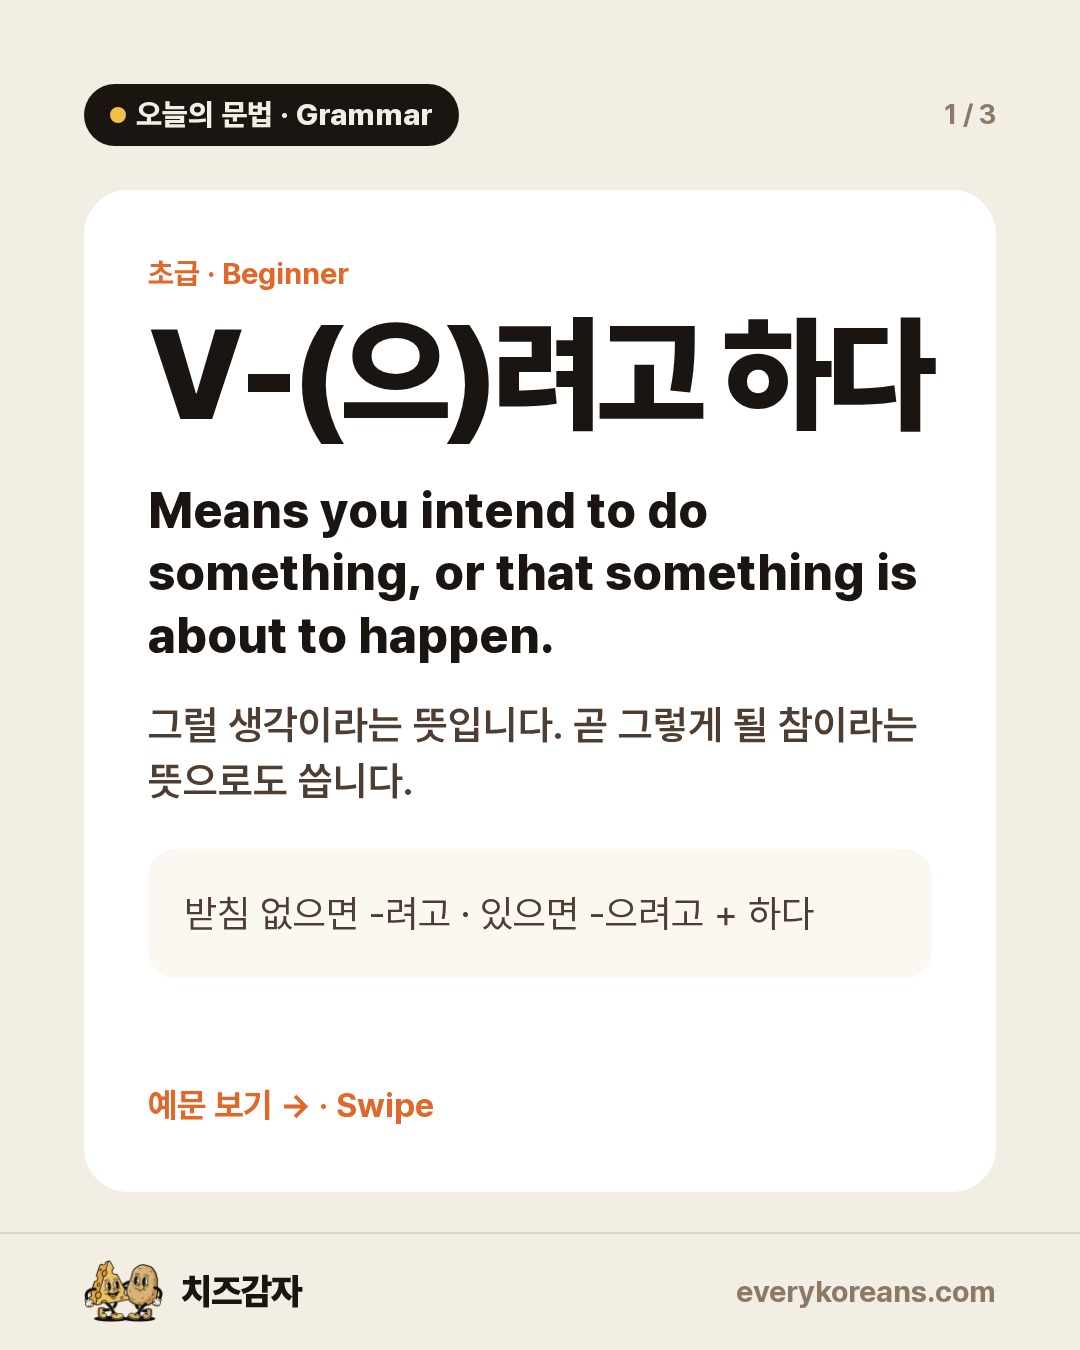 오늘의 문법 · Grammar
1 / 3
초급 · Beginner
V-(으)려고 하다
Means you intend to do
something, or that something is
about to happen.
그럴 생각이라는 뜻입니다. 곧 그렇게 될 참이라는
뜻으로도 씁니다.
받침 없으면 -려고 · 있으면 -으려고 + 하다
예문 보기 → · Swipe
치즈감자
everykoreans.com